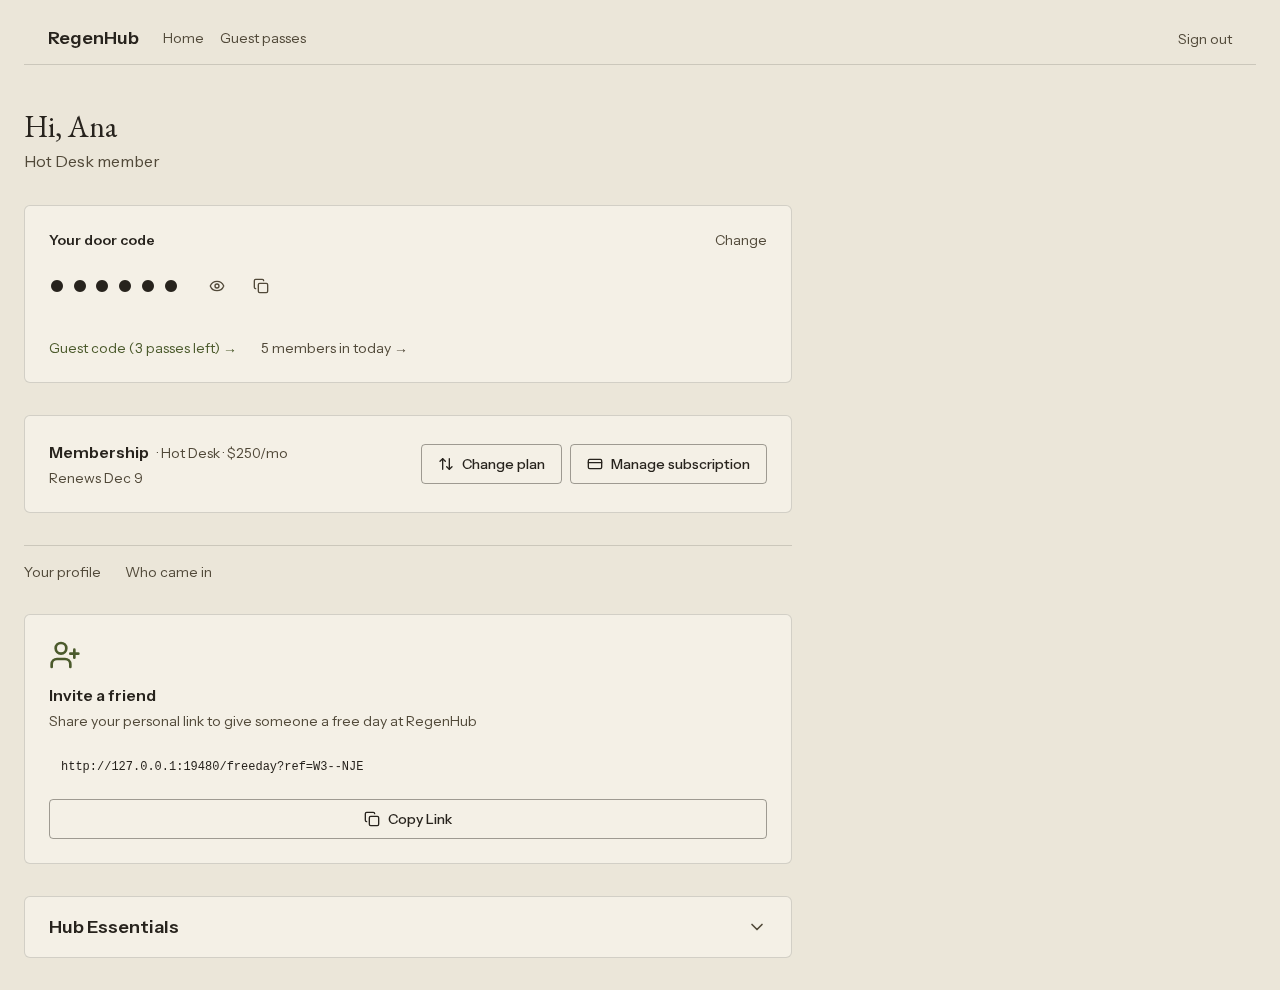 RegenHub Home Guest passes Sign out
Hi, Ana
Hot Desk member
Your door code Change
● ● ● ● ● ●
Guest code (3 passes left) → 5 members in today →
Membership · Hot Desk · $250/mo
Renews Dec 9
Change plan Manage subscription
Your profile Who came in
Invite a friend
Share your personal link to give someone a free day at RegenHub
http://127.0.0.1:19480/freeday?ref=W3--NJE
Copy Link
Hub Essentials